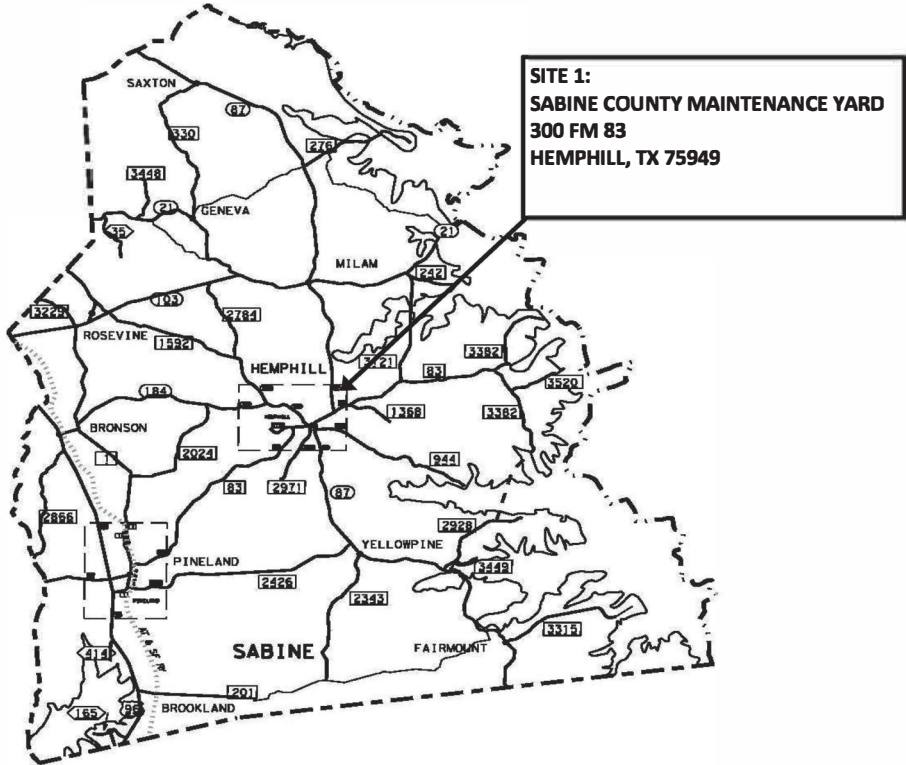 SITE 1:
SABINE COUNTY MAINTENANCE YARD
300 FM 83
HEMPHILL, TX 75949
SAXTON
87
330
276
3448
21
GENEVA
35
21
MILAM
242
103
3229
2784
ROSEVINE
1592
HEMPHILL
3121
83
3382
3520
184
1368
3382
BRONSON
1
2024
944
83
2971
87
2866
2928
YELLOWPINE
PINELAND
3449
2426
2343
3315
SABINE
FAIRMOUNT
414
AT & SF RY
201
BROOKLAND
165
96